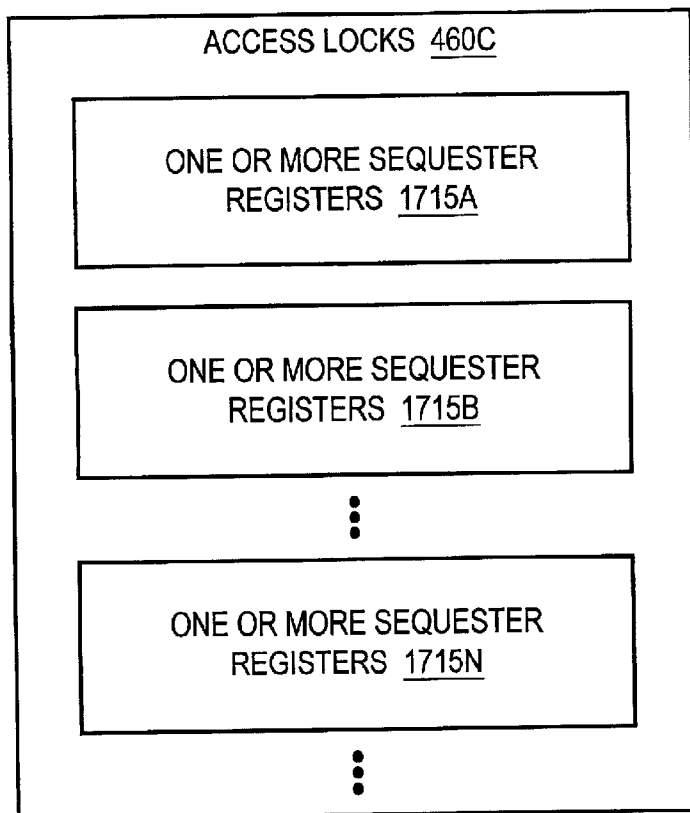 ACCESS LOCKS 460C
ONE OR MORE SEQUESTER
REGISTERS 1715A
ONE OR MORE SEQUESTER
REGISTERS 1715B
ONE OR MORE SEQUESTER
REGISTERS 1715N